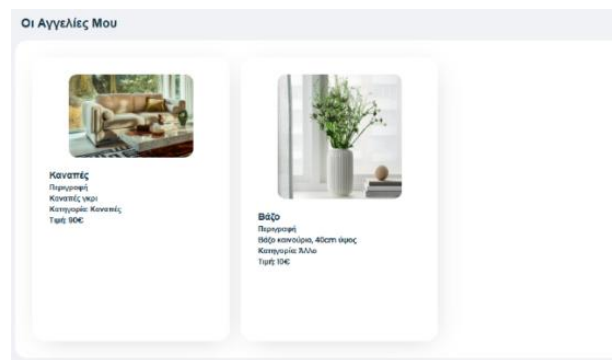 Οι Αγγελίες Μου
Καναπές
Περιγραφή
Καναπές γκρι
Κατηγορία: Καναπές
Τιμή: 90€
Βάζο
Περιγραφή
Βάζο καινούριο, 40cm ύψος
Κατηγορία: Άλλο
Τιμή: 10€